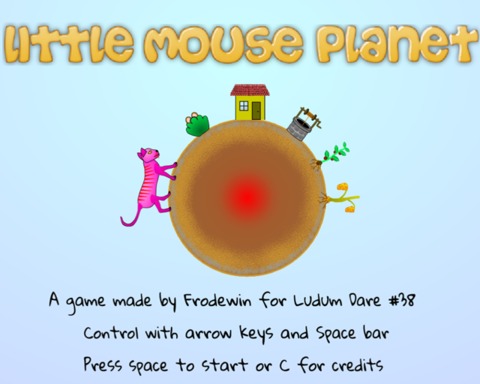 Little Mouse Planet
A game made by Frodewin for Ludum Dare #38
Control with arrow keys and Space bar
Press space to start or C for credits